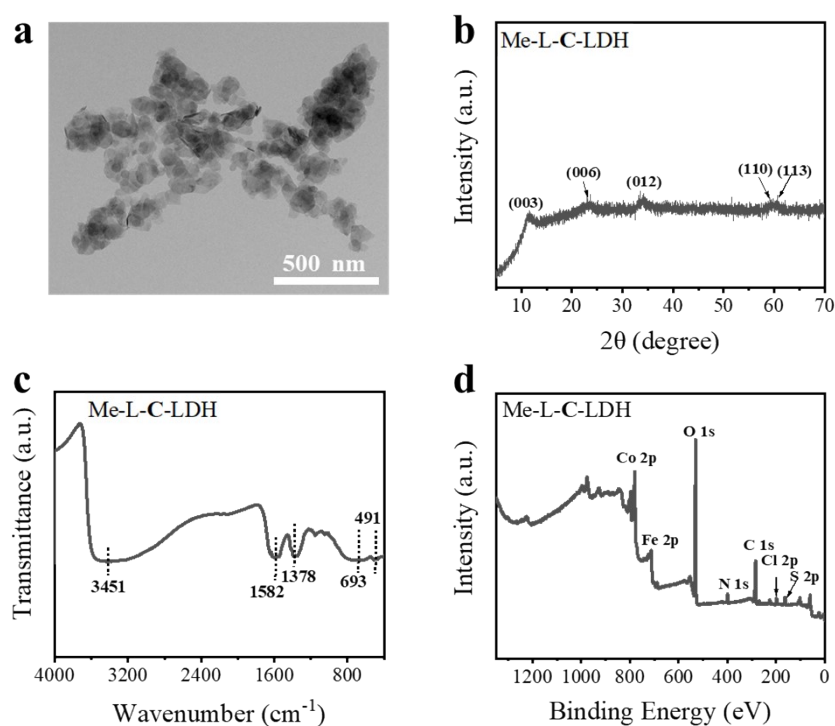 a
500 nm
b
Me-L-C-LDH
Intensity (a.u.)
(003)
(006)
(012)
(110)
(113)
10 20 30 40 50 60 70
2θ (degree)
c
Me-L-C-LDH
Transmittance (a.u.)
3451
1582
1378
693
491
4000 3200 2400 1600 800
Wavenumber (cm⁻¹)
d
Me-L-C-LDH
Intensity (a.u.)
O 1s
Co 2p
Fe 2p
N 1s
C 1s
Cl 2p
S 2p
1200 1000 800 600 400 200 0
Binding Energy (eV)